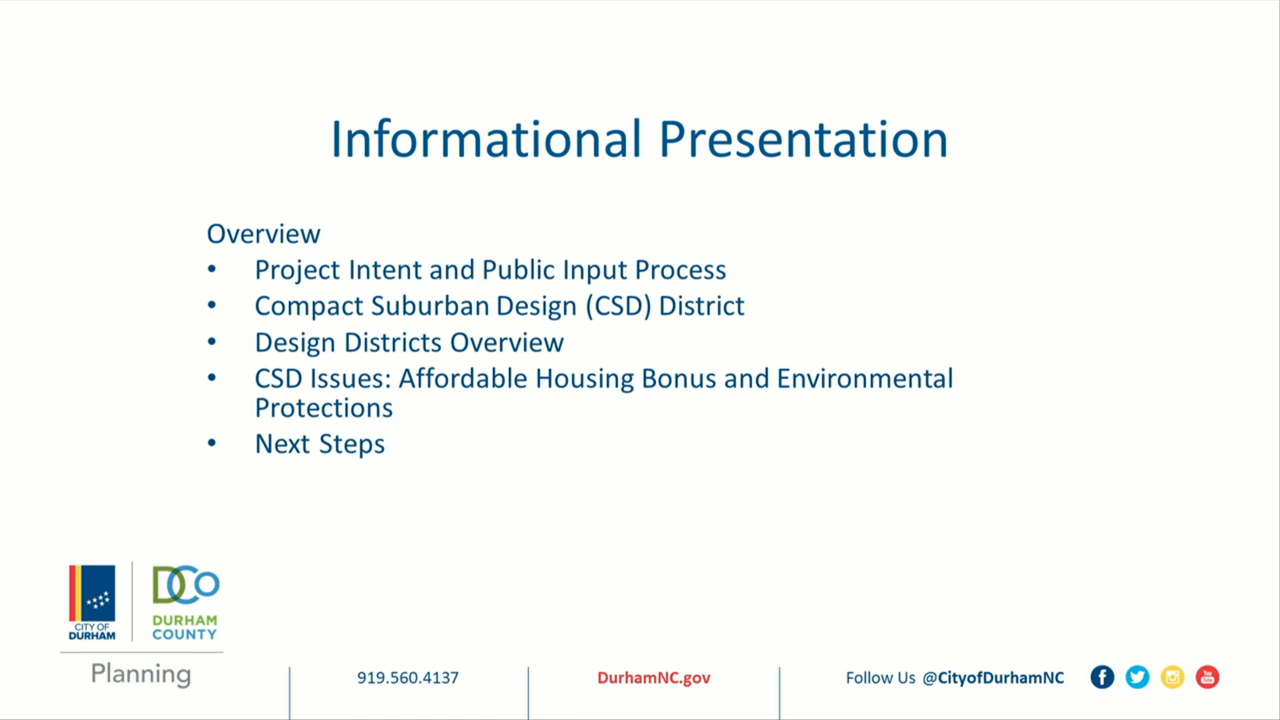 Informational Presentation
Overview
• Project Intent and Public Input Process
• Compact Suburban Design (CSD) District
• Design Districts Overview
• CSD Issues: Affordable Housing Bonus and Environmental
Protections
• Next Steps
CITY OF
DURHAM
DCO
DURHAM
COUNTY
Planning
919.560.4137
DurhamNC.gov
Follow Us @CityofDurhamNC
You
Tube